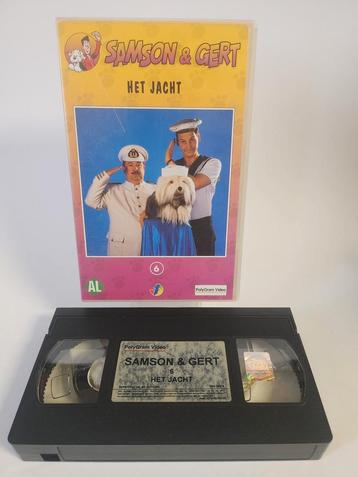 SAMSON & GERT
HET JACHT
6
AL
PolyGram Video
PolyGram Video
SAMSON & GERT
6
HET JACHT